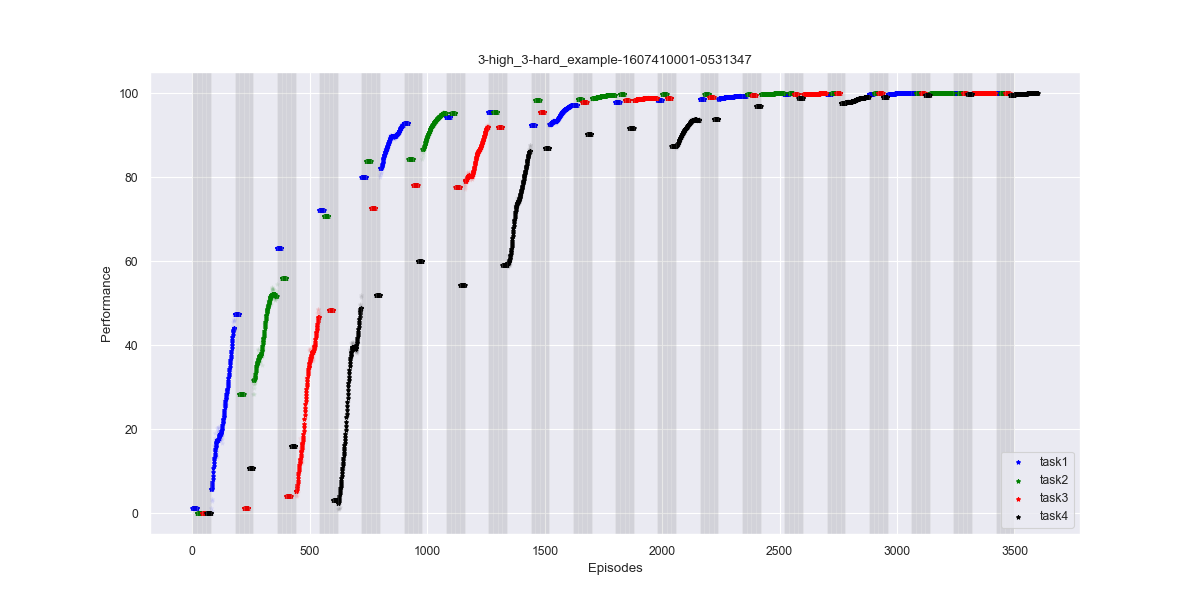 3-high_3-hard_example-1607410001-0531347
Performance
100
80
60
40
20
0
0 500 1000 1500 2000 2500 3000 3500
Episodes
task1
task2
task3
task4